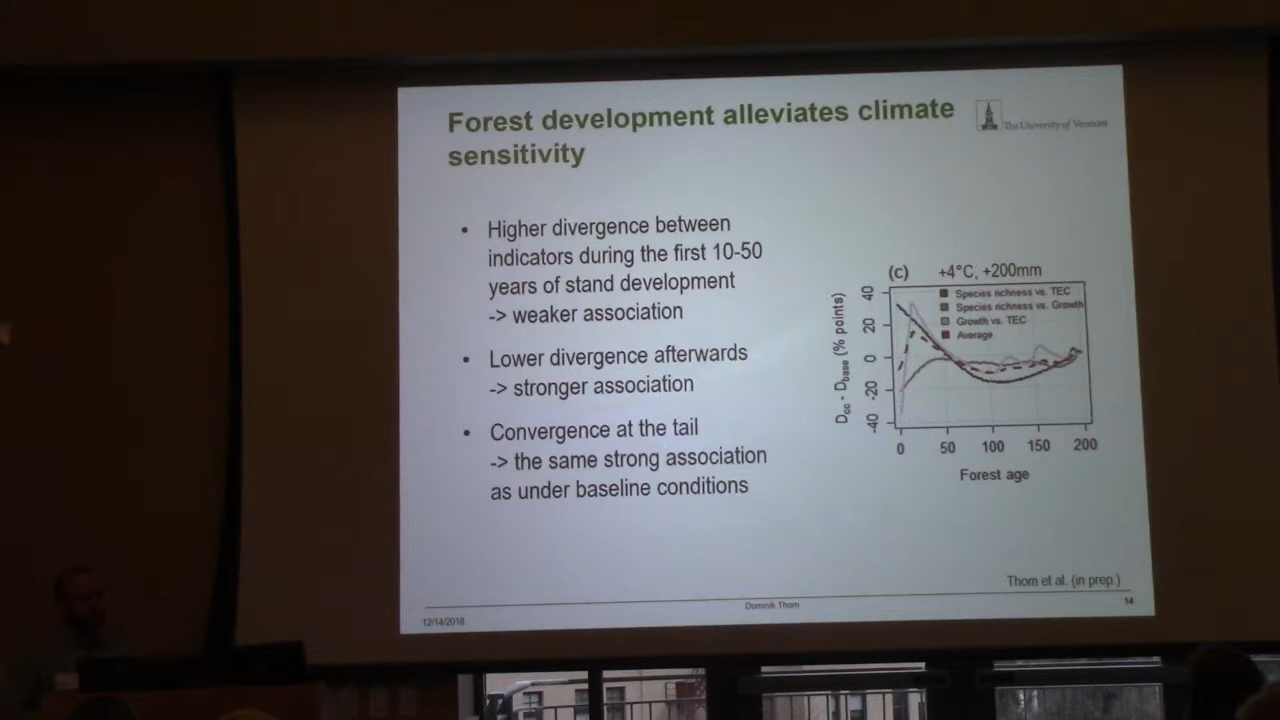 Forest development alleviates climate
sensitivity
The University of Vermont
• Higher divergence between
indicators during the first 10-50
years of stand development
-> weaker association
• Lower divergence afterwards
-> stronger association
• Convergence at the tail
-> the same strong association
as under baseline conditions
(c) +4°C, +200mm
Species richness vs. TEC
Species richness vs. Growth
Growth vs. TEC
Average
Dcc - Dbase (% points)
40
20
0
-20
-40
0 50 100 150 200
Forest age
Thom et al. (in prep.)
12/14/2018
Dominik Thom
14